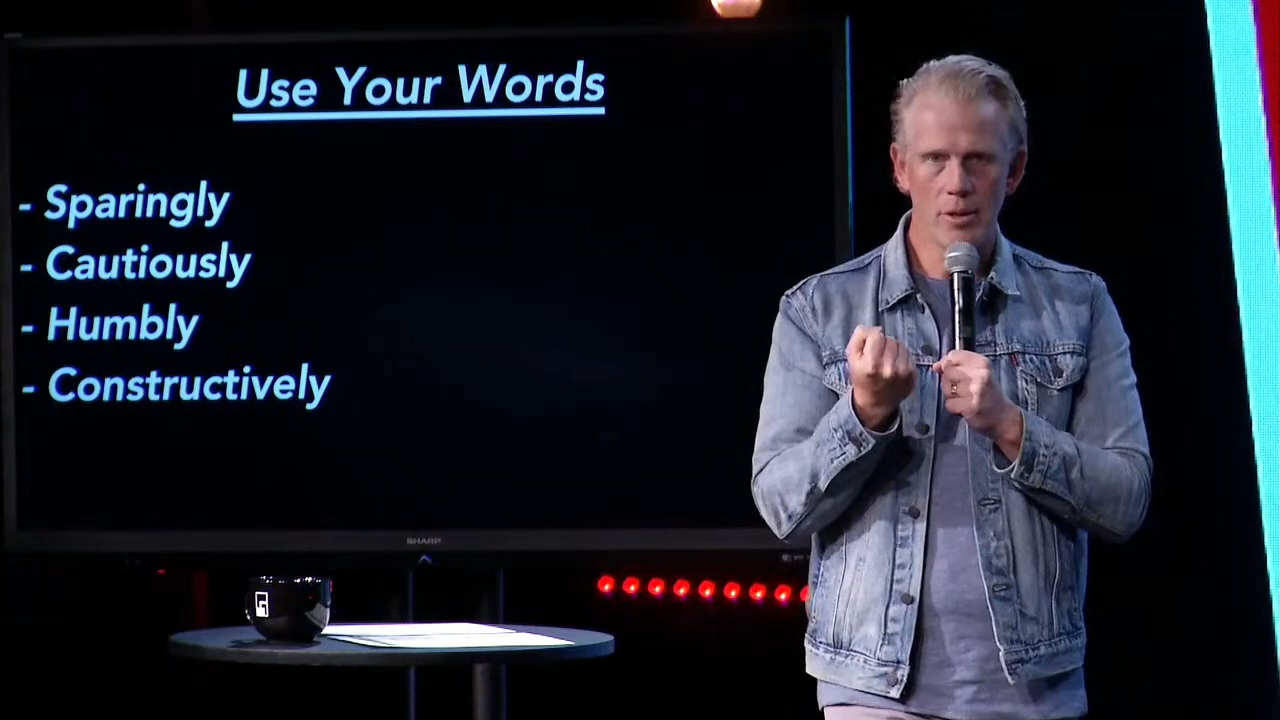 Use Your Words
- Sparingly
- Cautiously
- Humbly
- Constructively
SHARP